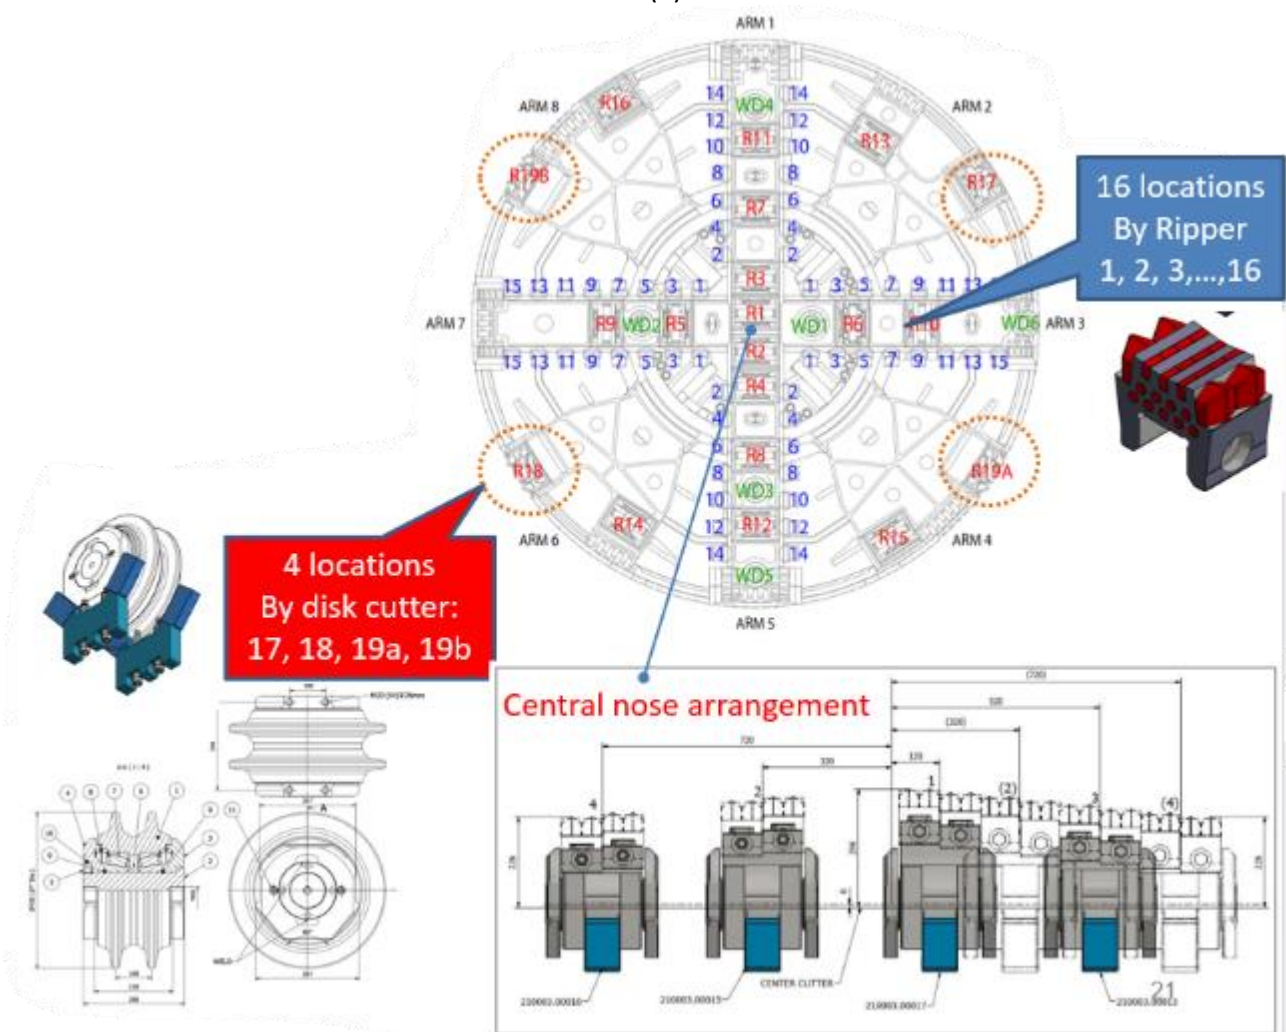 ARM 1
ARM 8
ARM 2
R16
14 WD4 14
12 12
10 R11 10
R13
8 8
R19B
R17
6 R7 6
4 4
2 2
16 locations
By Ripper
1, 2, 3,...,16
R3
15 13 11 9 7 5 3 1
1 3 5 7 9 11 13
ARM 7
R9 WD2 R5
R1
WD1 R6 R10
WD6 ARM 3
R2
15 13 11 9 7 5 3 1
1 3 5 7 9 11 13 15
2 R4 2
4 4
6 R8 6
8 8
R18
R19A
10 WD3 10
R14
12 R12 12
R15
ARM 6
ARM 4
14 14
WD5
ARM 5
4 locations
By disk cutter:
17, 18, 19a, 19b
Central nose arrangement
(720)
(320)
720
320
120
1
(2)
2
3
(4)
4
A
CENTER CUTTER
210003.00017
21